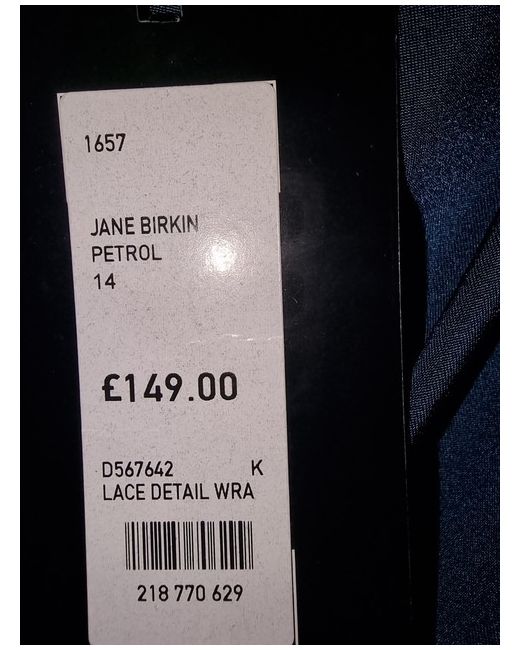 1657
JANE BIRKIN
PETROL
14
£149.00
D567642 K
LACE DETAIL WRA
218 770 629